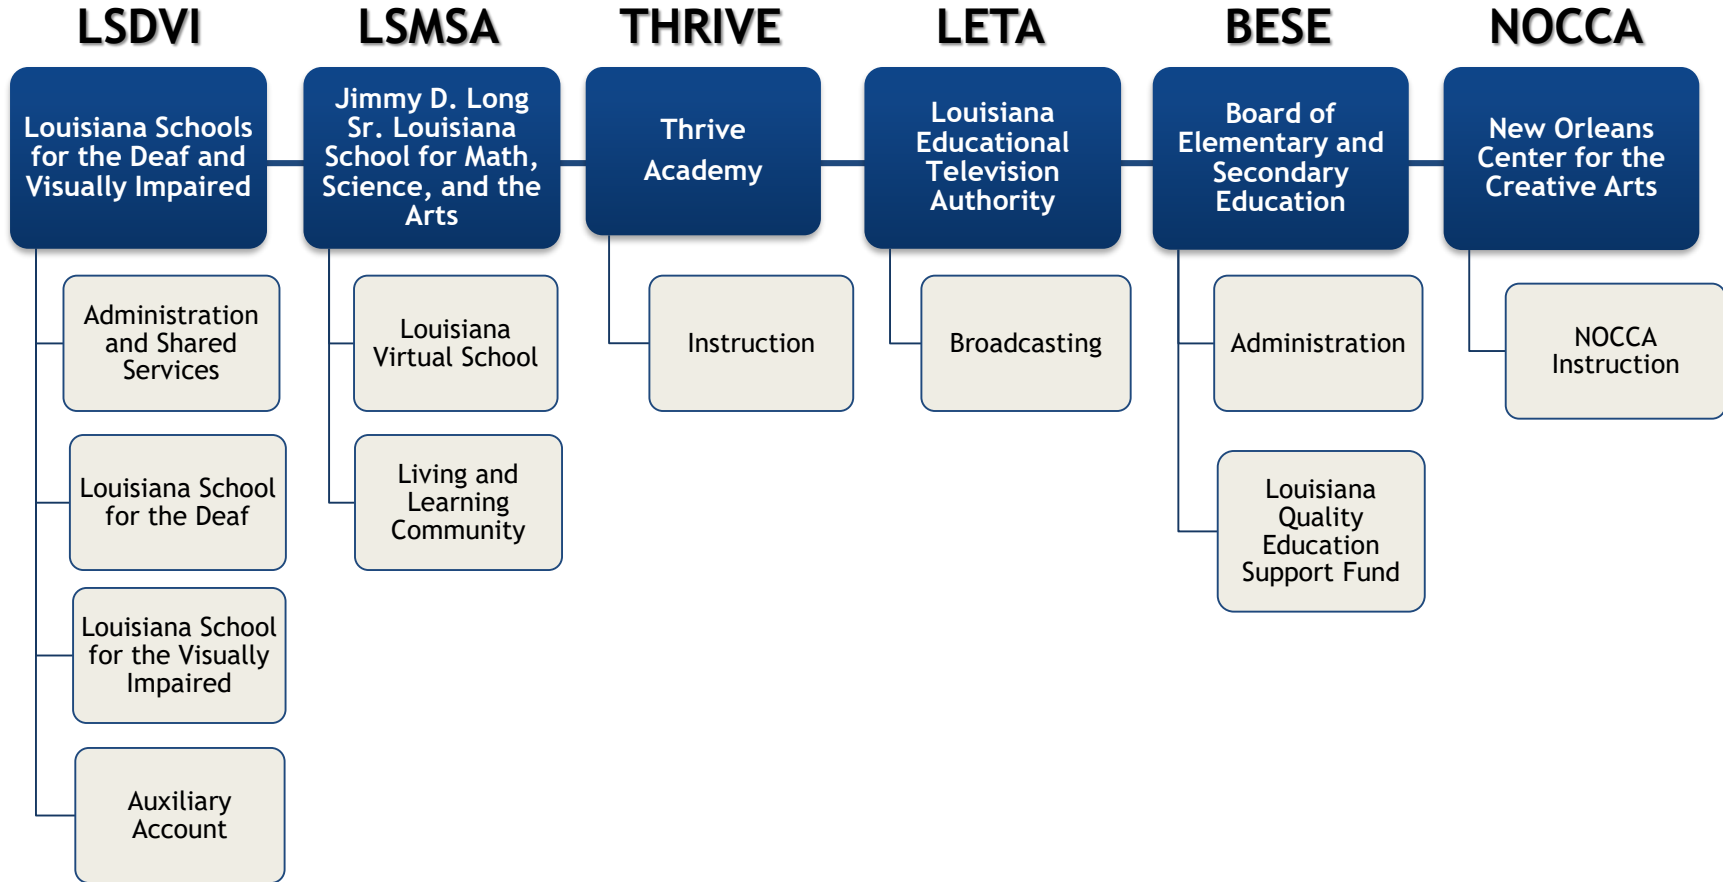 LSDVI
LSMSA
THRIVE
LETA
BESE
NOCCA
Louisiana Schools
for the Deaf and
Visually Impaired
Jimmy D. Long
Sr. Louisiana
School for Math,
Science, and the
Arts
Thrive
Academy
Louisiana
Educational
Television
Authority
Board of
Elementary and
Secondary
Education
New Orleans
Center for the
Creative Arts
Administration
and Shared
Services
Louisiana School
for the Deaf
Louisiana School
for the Visually
Impaired
Auxiliary
Account
Louisiana
Virtual School
Living and
Learning
Community
Instruction
Broadcasting
Administration
Louisiana
Quality
Education
Support Fund
NOCCA
Instruction